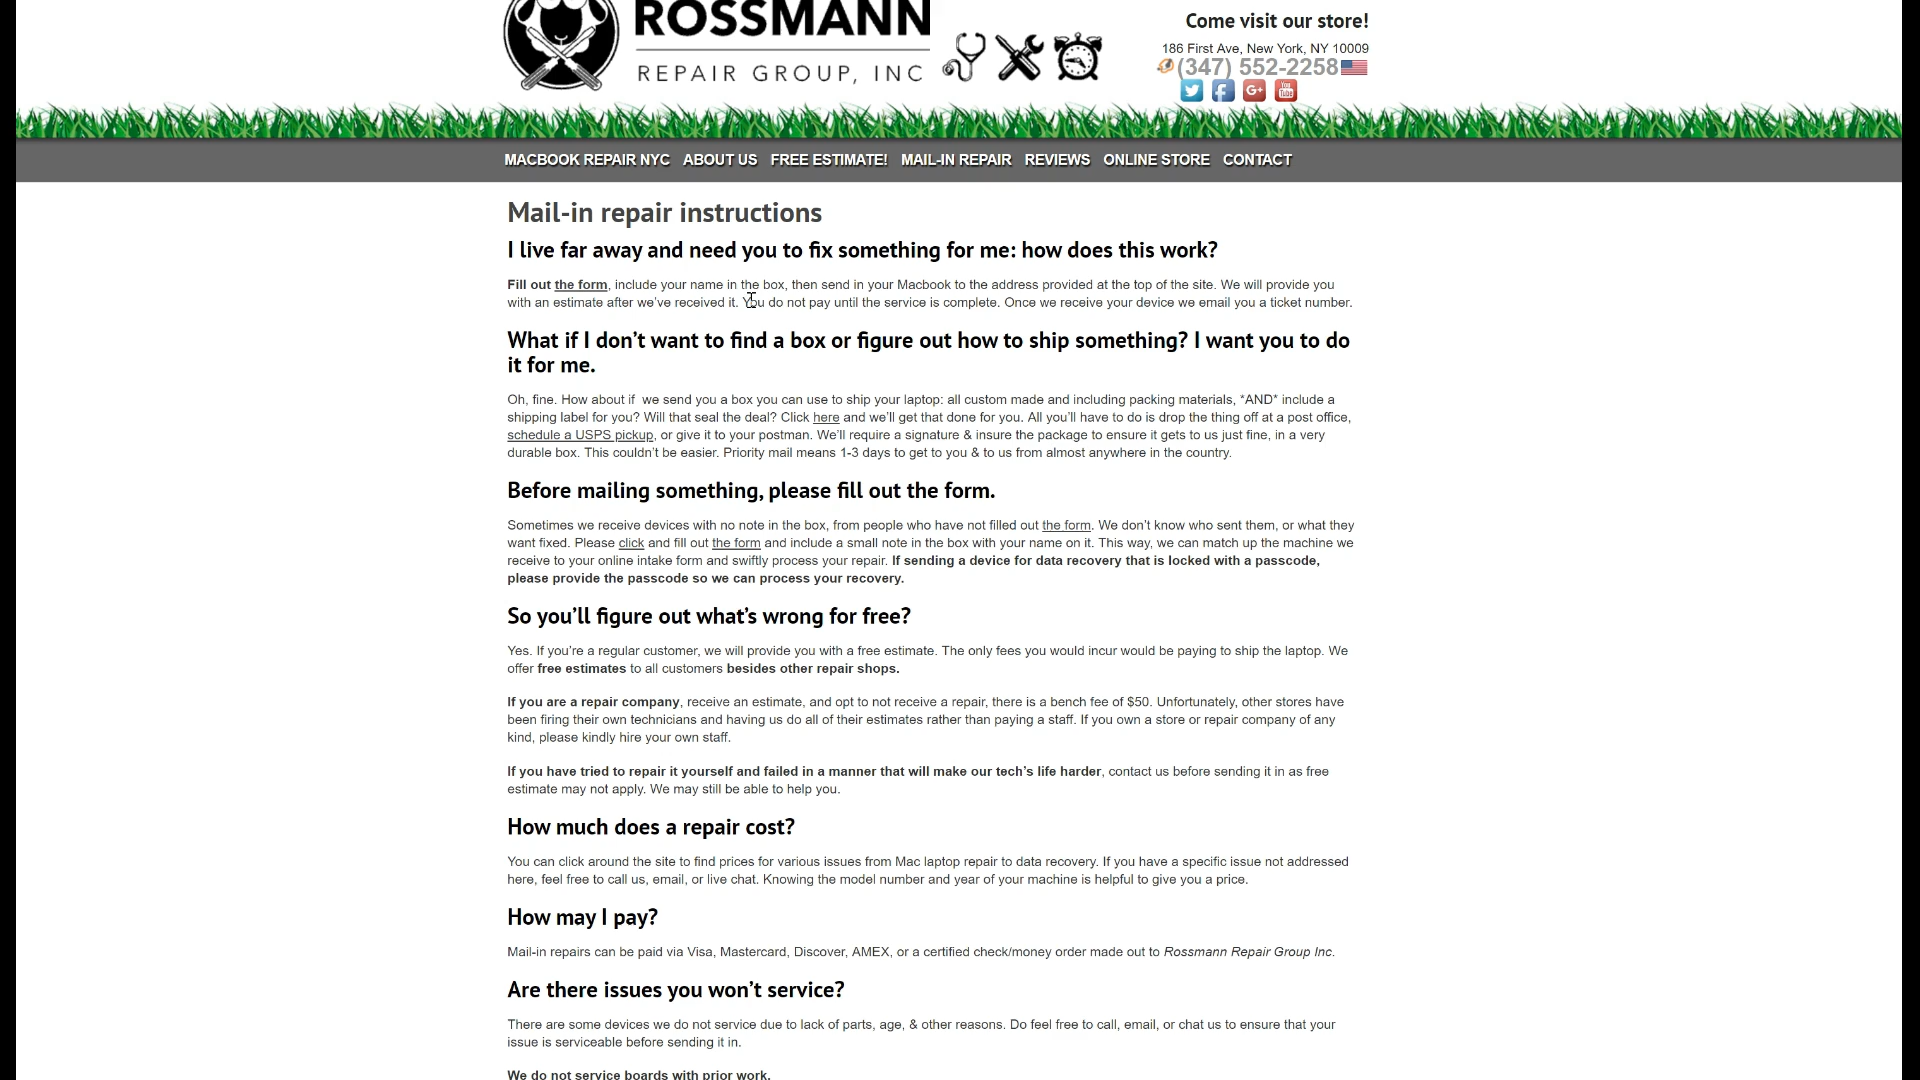 ROSSMANN
REPAIR GROUP, INC
Come visit our store!
186 First Ave, New York, NY 10009
(347) 552-2258
MACBOOK REPAIR NYC ABOUT US FREE ESTIMATE! MAIL-IN REPAIR REVIEWS ONLINE STORE CONTACT
Mail-in repair instructions
I live far away and need you to fix something for me: how does this work?
Fill out the form, include your name in the box, then send in your Macbook to the address provided at the top of the site. We will provide you
with an estimate after we've received it. You do not pay until the service is complete. Once we receive your device we email you a ticket number.
What if I don't want to find a box or figure out how to ship something? I want you to do
it for me.
Oh, fine. How about if we send you a box you can use to ship your laptop: all custom made and including packing materials, *AND* include a
shipping label for you? Will that seal the deal? Click here and we'll get that done for you. All you'll have to do is drop the thing off at a post office,
schedule a USPS pickup, or give it to your postman. We'll require a signature & insure the package to ensure it gets to us just fine, in a very
durable box. This couldn't be easier. Priority mail means 1-3 days to get to you & to us from almost anywhere in the country.
Before mailing something, please fill out the form.
Sometimes we receive devices with no note in the box, from people who have not filled out the form. We don't know who sent them, or what they
want fixed. Please click and fill out the form and include a small note in the box with your name on it. This way, we can match up the machine we
receive to your online intake form and swiftly process your repair. If sending a device for data recovery that is locked with a passcode,
please provide the passcode so we can process your recovery.
So you'll figure out what's wrong for free?
Yes. If you're a regular customer, we will provide you with a free estimate. The only fees you would incur would be paying to ship the laptop. We
offer free estimates to all customers besides other repair shops.
If you are a repair company, receive an estimate, and opt to not receive a repair, there is a bench fee of $50. Unfortunately, other stores have
been firing their own technicians and having us do all of their estimates rather than paying a staff. If you own a store or repair company of any
kind, please kindly hire your own staff.
If you have tried to repair it yourself and failed in a manner that will make our tech's life harder, contact us before sending it in as free
estimate may not apply. We may still be able to help you.
How much does a repair cost?
You can click around the site to find prices for various issues from Mac laptop repair to data recovery. If you have a specific issue not addressed
here, feel free to call us, email, or live chat. Knowing the model number and year of your machine is helpful to give you a price.
How may I pay?
Mail-in repairs can be paid via Visa, Mastercard, Discover, AMEX, or a certified check/money order made out to Rossmann Repair Group Inc.
Are there issues you won't service?
There are some devices we do not service due to lack of parts, age, & other reasons. Do feel free to call, email, or chat us to ensure that your
issue is serviceable before sending it in.
We do not service boards with prior work.